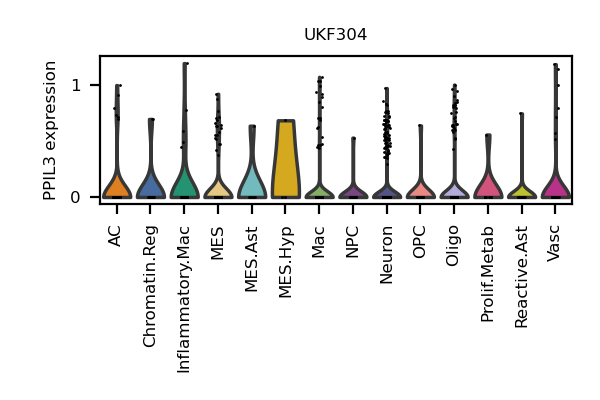 UKF304
PPIL3 expression
1
0
AC
Chromatin.Reg
Inflammatory.Mac
MES
MES.Ast
MES.Hyp
Mac
NPC
Neuron
OPC
Oligo
Prolif.Metab
Reactive.Ast
Vasc